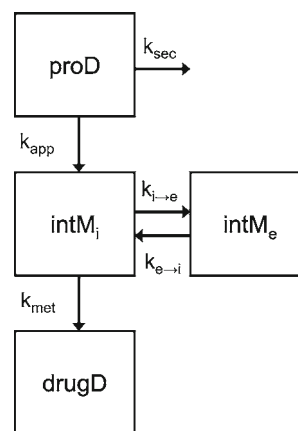 proD
k_sec
k_app
intM_i
k_i→e
intM_e
k_e→i
k_met
drugD